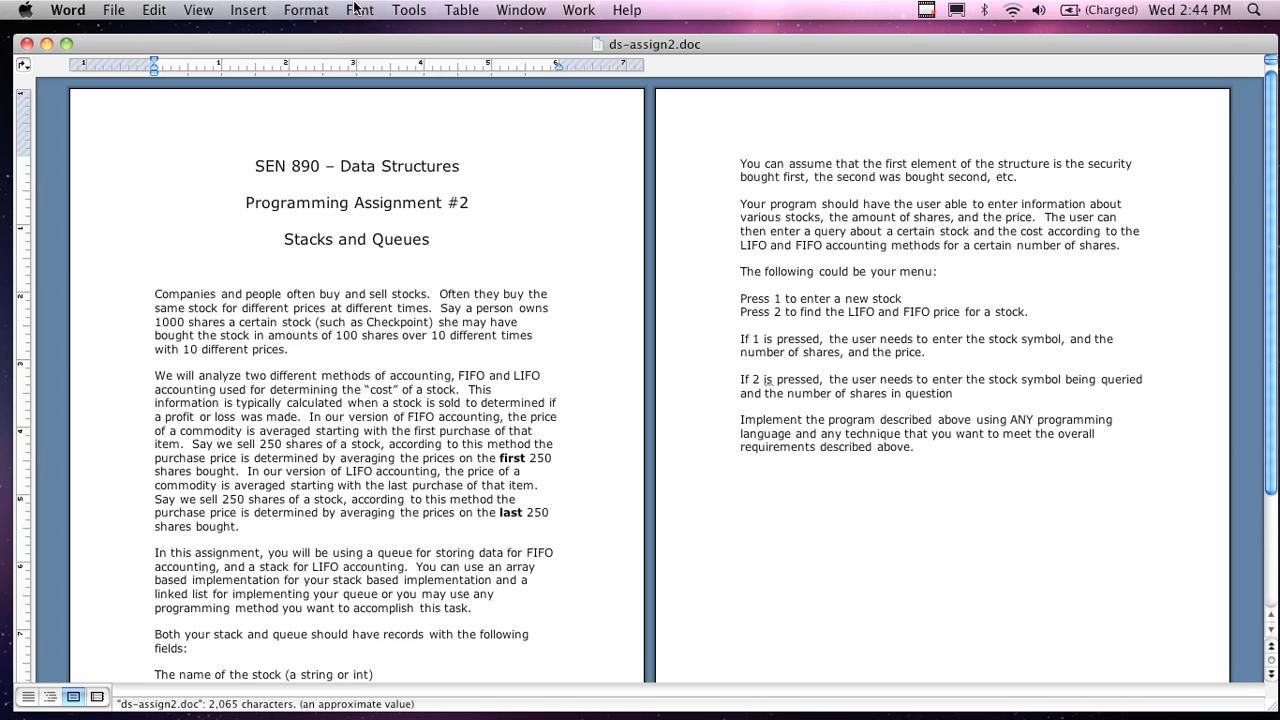 Word File Edit View Insert Format Font Tools Table Window Work Help (Charged) Wed 2:44 PM
ds-assign2.doc
1 1 2 3 4 5 6 7
SEN 890 – Data Structures
Programming Assignment #2
Stacks and Queues
Companies and people often buy and sell stocks. Often they buy the
same stock for different prices at different times. Say a person owns
1000 shares a certain stock (such as Checkpoint) she may have
bought the stock in amounts of 100 shares over 10 different times
with 10 different prices.
We will analyze two different methods of accounting, FIFO and LIFO
accounting used for determining the “cost” of a stock. This
information is typically calculated when a stock is sold to determined if
a profit or loss was made. In our version of FIFO accounting, the price
of a commodity is averaged starting with the first purchase of that
item. Say we sell 250 shares of a stock, according to this method the
purchase price is determined by averaging the prices on the first 250
shares bought. In our version of LIFO accounting, the price of a
commodity is averaged starting with the last purchase of that item.
Say we sell 250 shares of a stock, according to this method the
purchase price is determined by averaging the prices on the last 250
shares bought.
In this assignment, you will be using a queue for storing data for FIFO
accounting, and a stack for LIFO accounting. You can use an array
based implementation for your stack based implementation and a
linked list for implementing your queue or you may use any
programming method you want to accomplish this task.
Both your stack and queue should have records with the following
fields:
The name of the stock (a string or int)
You can assume that the first element of the structure is the security
bought first, the second was bought second, etc.
Your program should have the user able to enter information about
various stocks, the amount of shares, and the price. The user can
then enter a query about a certain stock and the cost according to the
LIFO and FIFO accounting methods for a certain number of shares.
The following could be your menu:
Press 1 to enter a new stock
Press 2 to find the LIFO and FIFO price for a stock.
If 1 is pressed, the user needs to enter the stock symbol, and the
number of shares, and the price.
If 2 is pressed, the user needs to enter the stock symbol being queried
and the number of shares in question
Implement the program described above using ANY programming
language and any technique that you want to meet the overall
requirements described above.
"ds-assign2.doc": 2,065 characters. (an approximate value)